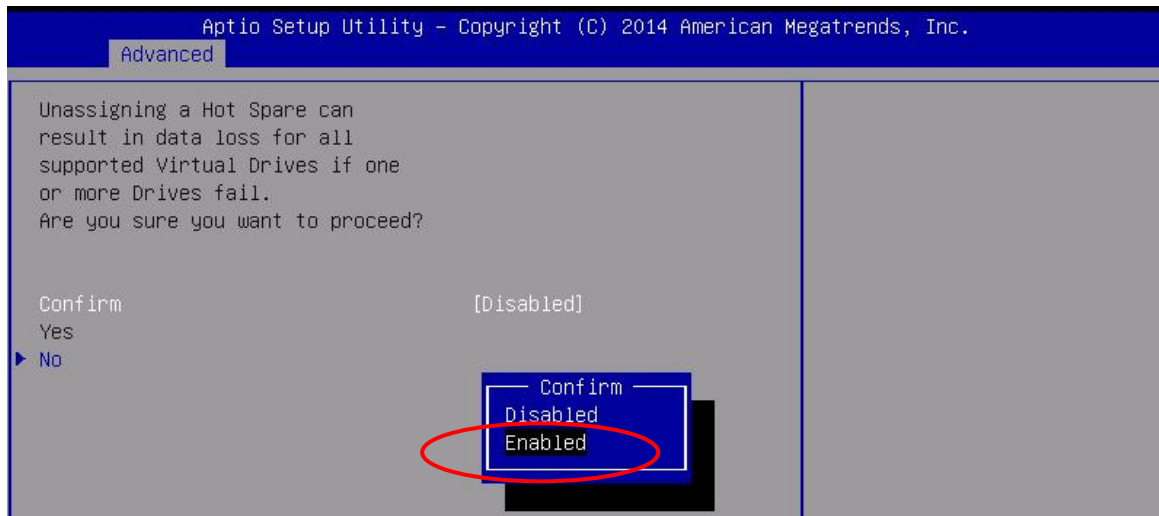 Aptio Setup Utility – Copyright (C) 2014 American Megatrends, Inc.
Advanced
Unassigning a Hot Spare can
result in data loss for all
supported Virtual Drives if one
or more Drives fail.
Are you sure you want to proceed?
Confirm [Disabled]
Yes
No
Confirm
Disabled
Enabled